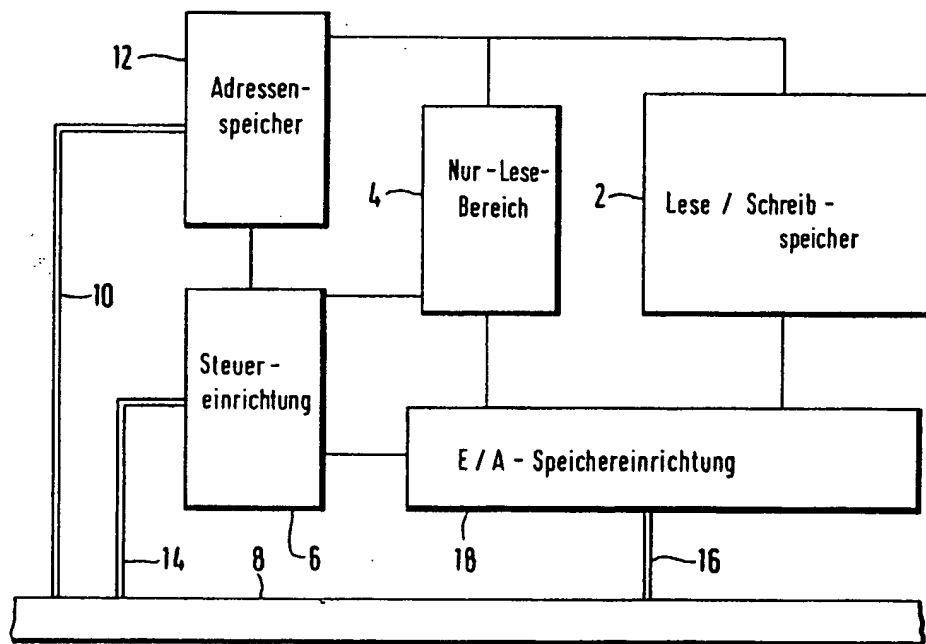 12
Adressen-
speicher
4
Nur-Lese-
Bereich
2
Lese / Schreib-
speicher
10
Steuer-
einrichtung
E / A - Speichereinrichtung
14
8
6
18
16